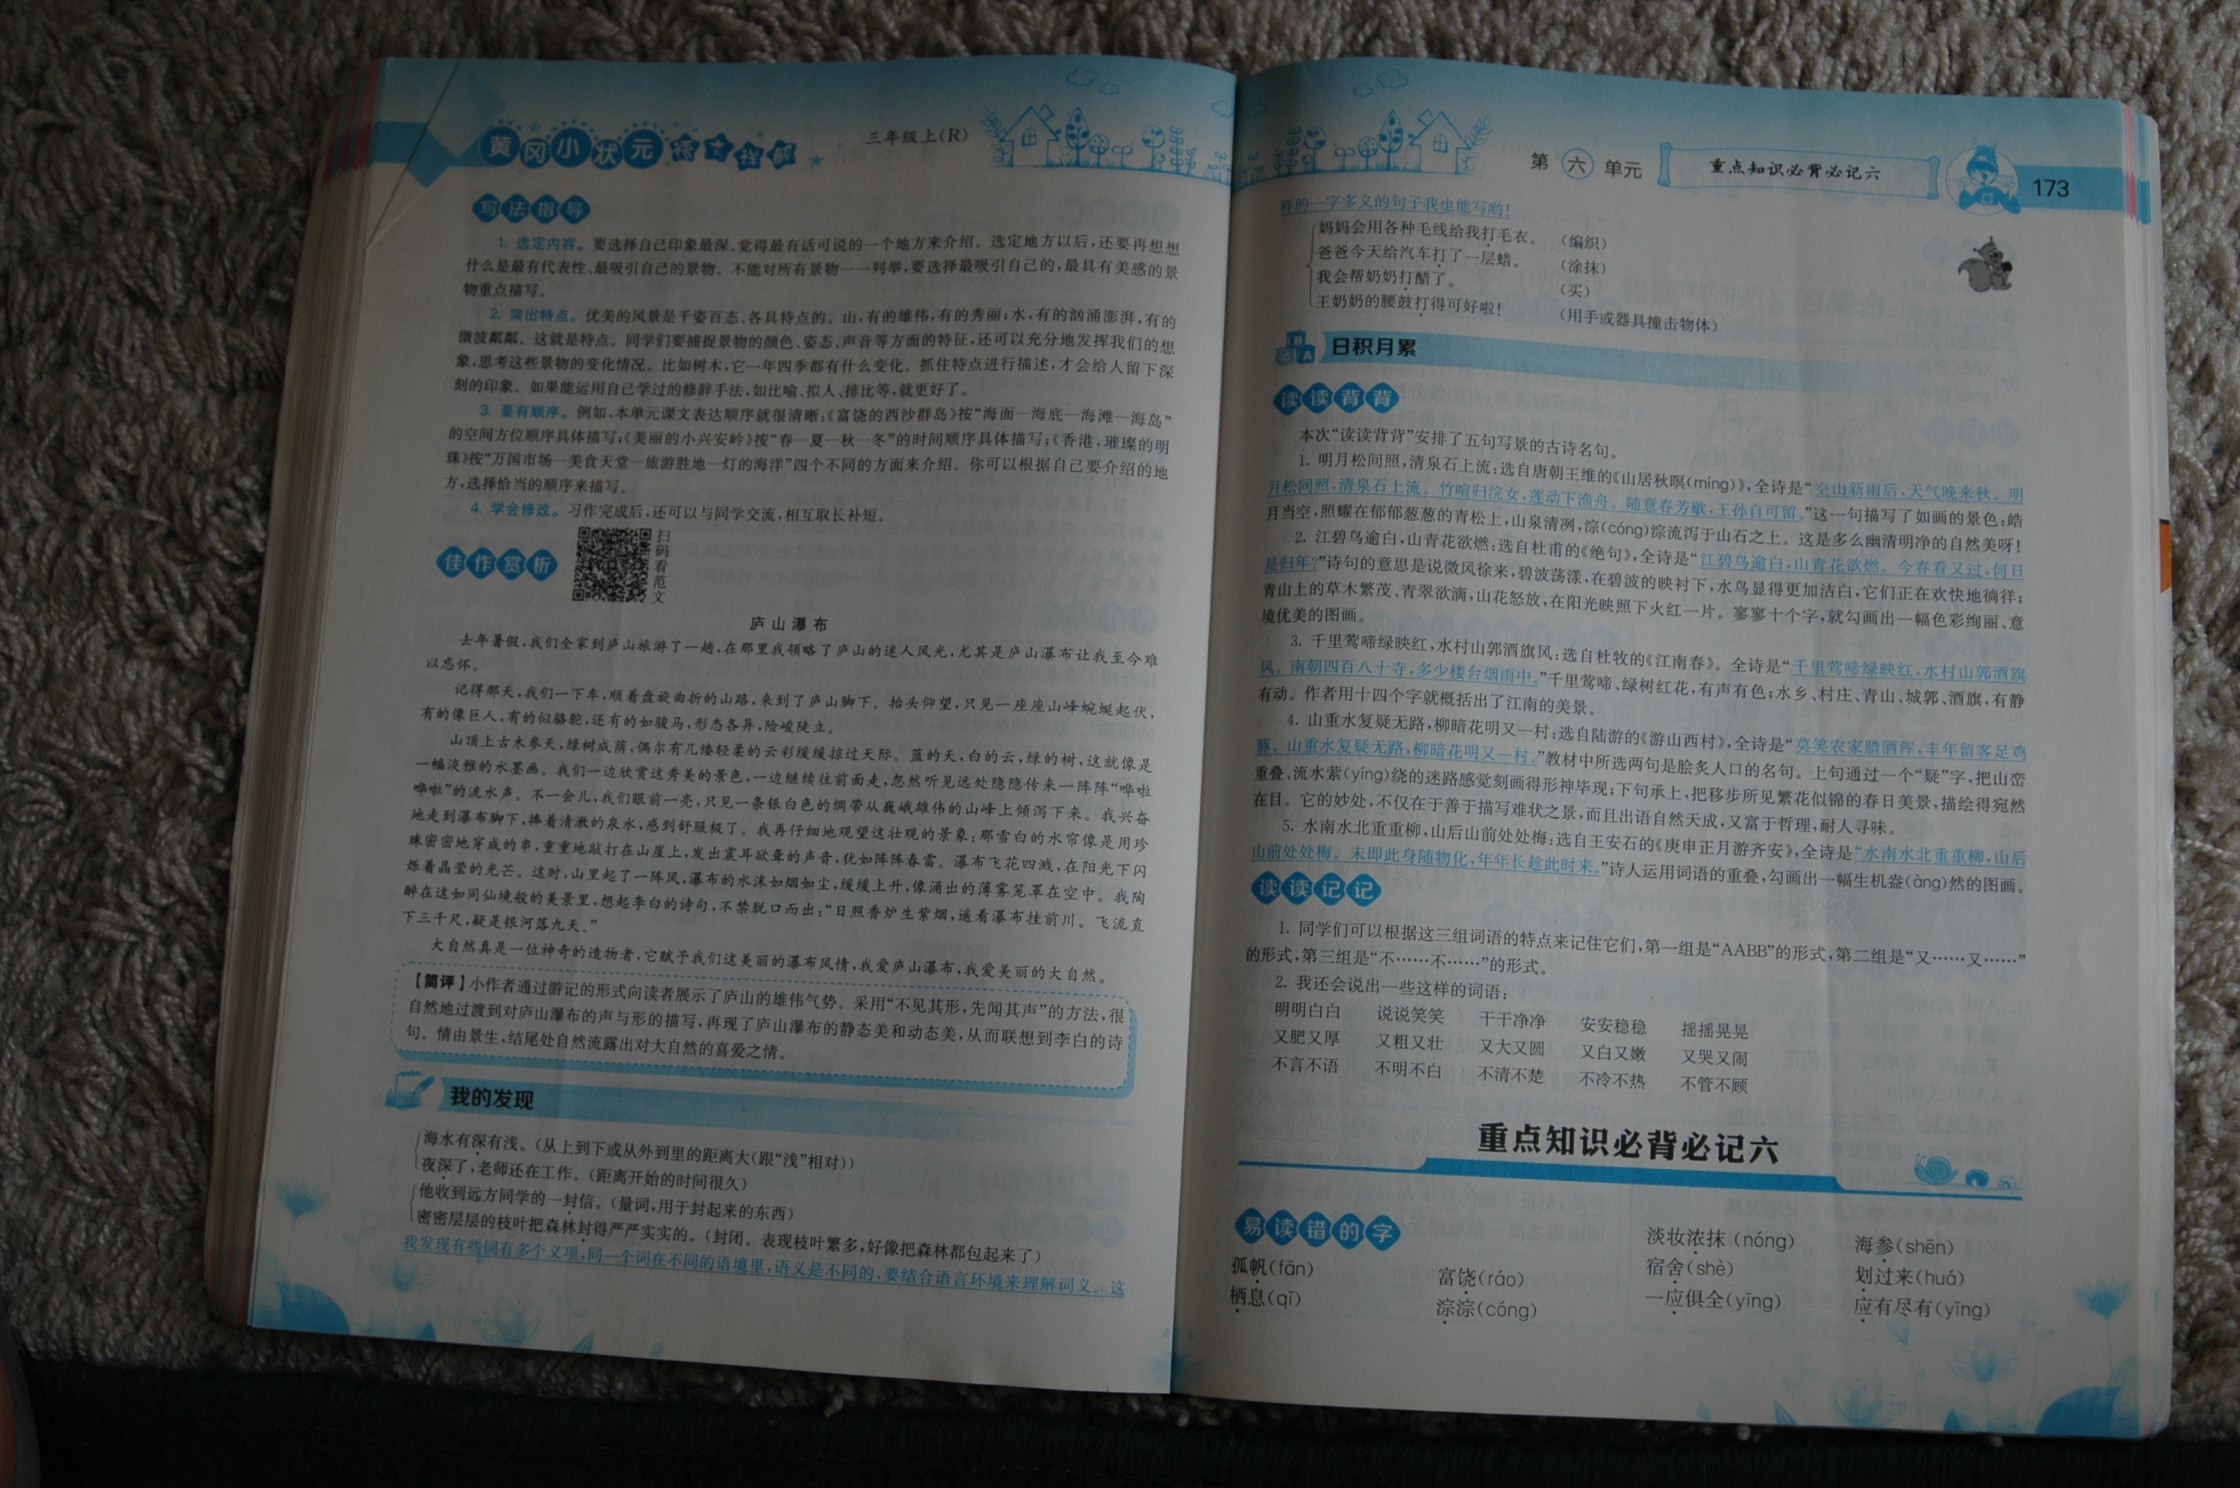 黄冈小状元
三年级上(R)
写法指导
1. 选定内容。要选择自己印象最深、觉得最有话可说的一个地方来介绍。选定地方以后,还要再想想
什么是最有代表性、最吸引自己的景物。不能对所有景物一一列举,要选择最吸引自己的、最具有美感的景
物重点描写。
2. 突出特点。优美的风景是千姿百态、各具特点的。山,有的雄伟,有的秀丽;水,有的汹涌澎湃,有的
微波粼粼。这就是特点。同学们要捕捉景物的颜色、姿态、声音等方面的特征,还可以充分地发挥我们的想
象,思考这些景物的变化情况。比如树木,它一年四季都有什么变化。抓住特点进行描述,才会给人留下深
刻的印象。如果能运用自己学过的修辞手法,如比喻、拟人、排比等,就更好了。
3. 要有顺序。例如,本单元课文表达顺序就很清晰:《富饶的西沙群岛》按“海面—海底—海滩—海岛”
的空间方位顺序具体描写;《美丽的小兴安岭》按“春—夏—秋—冬”的时间顺序具体描写;《香港,璀璨的明
珠》按“万国市场—美食天堂—旅游胜地—灯的海洋”四个不同的方面来介绍。你可以根据自己要介绍的地
方,选择恰当的顺序来描写。
4. 学会修改。习作完成后,还可以与同学交流,相互取长补短。
佳作赏析
扫码看范文
庐山瀑布
去年暑假,我们全家到庐山旅游了一趟,在那里我领略了庐山的迷人风光,尤其是庐山瀑布让我至今难
以忘怀。
记得那天,我们一下车,顺着盘旋曲折的山路,来到了庐山脚下。抬头仰望,只见一座座山峰蜿蜒起伏,
有的像巨人,有的似骆驼,还有的如骏马,形态各异,险峻陡立。
山顶上古木参天,绿树成荫,偶尔有几缕轻柔的云彩缓缓掠过天际。蓝的天,白的云,绿的树,这就像是
一幅淡雅的水墨画。我们一边欣赏这秀美的景色,一边继续往前面走,忽然听见远处隐隐传来一阵阵“哗啦
哗啦”的流水声。不一会儿,我们眼前一亮,只见一条银白色的绸带从巍峨雄伟的山峰上倾泻下来。我兴奋
地走到瀑布脚下,捧着清澈的泉水,感到舒服极了。我再仔细地观望这壮观的景象:那雪白的水帘像是用珍
珠密密地穿成的串,重重地敲打在山崖上,发出震耳欲聋的声音,犹如阵阵春雷。瀑布飞花四溅,在阳光下闪
烁着晶莹的光芒。这时,山里起了一阵风,瀑布的水沫如烟如尘,缓缓上升,像涌出的薄雾笼罩在空中。我陶
醉在这如同仙境般的美景里,想起李白的诗句,不禁脱口而出:“日照香炉生紫烟,遥看瀑布挂前川。飞流直
下三千尺,疑是银河落九天。”
大自然真是一位神奇的造物者,它赋予我们这美丽的瀑布风情,我爱庐山瀑布,我爱美丽的大自然。
【简评】小作者通过游记的形式向读者展示了庐山的雄伟气势。采用“不见其形,先闻其声”的方法,很
自然地过渡到对庐山瀑布的声与形的描写,再现了庐山瀑布的静态美和动态美,从而联想到李白的诗
句。情由景生,结尾处自然流露出对大自然的喜爱之情。
我的发现
海水有深有浅。(从上到下或从外到里的距离大(跟“浅”相对))
夜深了,老师还在工作。(距离开始的时间很久)
他收到远方同学的一封信。(量词,用于封起来的东西)
密密层层的枝叶把森林封得严严实实的。(封闭。表现枝叶繁多,好像把森林都包起来了)
我发现有些词有多个义项,同一个词在不同的语境里,语义是不同的,要结合语言环境来理解词义。这
第六单元
重点知识必背必记六
173
样的一字多义的句子我也能写哟!
妈妈会用各种毛线给我打毛衣。 (编织)
爸爸今天给汽车打了一层蜡。 (涂抹)
我会帮奶奶打醋了。 (买)
王奶奶的腰鼓打得可好啦! (用手或器具撞击物体)
日积月累
读读背背
本次“读读背背”安排了五句写景的古诗名句。
1. 明月松间照,清泉石上流:选自唐朝王维的《山居秋暝(míng)》,全诗是“空山新雨后,天气晚来秋。明
月松间照,清泉石上流。竹喧归浣女,莲动下渔舟。随意春芳歇,王孙自可留。”这一句描写了如画的景色:皓
月当空,照耀在郁郁葱葱的青松上,山泉清冽,淙(cóng)淙流泻于山石之上。这是多么幽清明净的自然美呀!
2. 江碧鸟逾白,山青花欲燃:选自杜甫的《绝句》,全诗是“江碧鸟逾白,山青花欲燃。今春看又过,何日
是归年?”诗句的意思是说微风徐来,碧波荡漾,在碧波的映衬下,水鸟显得更加洁白,它们正在欢快地徜徉;
青山上的草木繁茂、青翠欲滴,山花怒放,在阳光映照下火红一片。寥寥十个字,就勾画出一幅色彩绚丽、意
境优美的图画。
3. 千里莺啼绿映红,水村山郭酒旗风:选自杜牧的《江南春》。全诗是“千里莺啼绿映红,水村山郭酒旗
风。南朝四百八十寺,多少楼台烟雨中。”千里莺啼、绿树红花,有声有色;水乡、村庄、青山、城郭、酒旗,有静
有动。作者用十四个字就概括出了江南的美景。
4. 山重水复疑无路,柳暗花明又一村:选自陆游的《游山西村》,全诗是“莫笑农家腊酒浑,丰年留客足鸡
豚。山重水复疑无路,柳暗花明又一村。”教材中所选两句是脍炙人口的名句。上句通过一个“疑”字,把山峦
重叠、流水萦(yíng)绕的迷路感觉刻画得形神毕现;下句承上,把移步所见繁花似锦的春日美景,描绘得宛然
在目。它的妙处,不仅在于善于描写难状之景,而且出语自然天成,又富于哲理,耐人寻味。
5. 水南水北重重柳,山后山前处处梅:选自王安石的《庚申正月游齐安》,全诗是“水南水北重重柳,山后
山前处处梅。未即此身随物化,年年长趁此时来。”诗人运用词语的重叠,勾画出一幅生机盎(àng)然的图画。
读读记记
1. 同学们可以根据这三组词语的特点来记住它们,第一组是“AABB”的形式,第二组是“又……又……”
的形式,第三组是“不……不……”的形式。
2. 我还会说出一些这样的词语:
明明白白 说说笑笑 干干净净 安安稳稳 摇摇晃晃
又肥又厚 又粗又壮 又大又圆 又白又嫩 又哭又闹
不言不语 不明不白 不清不楚 不冷不热 不管不顾
重点知识必背必记六
易读错的字
孤帆(fān) 富饶(ráo) 淡妆浓抹(nóng) 海参(shēn)
栖息(qī) 淙淙(cóng) 宿舍(shè) 划过来(huá)
一应俱全(yīng) 应有尽有(yīng)